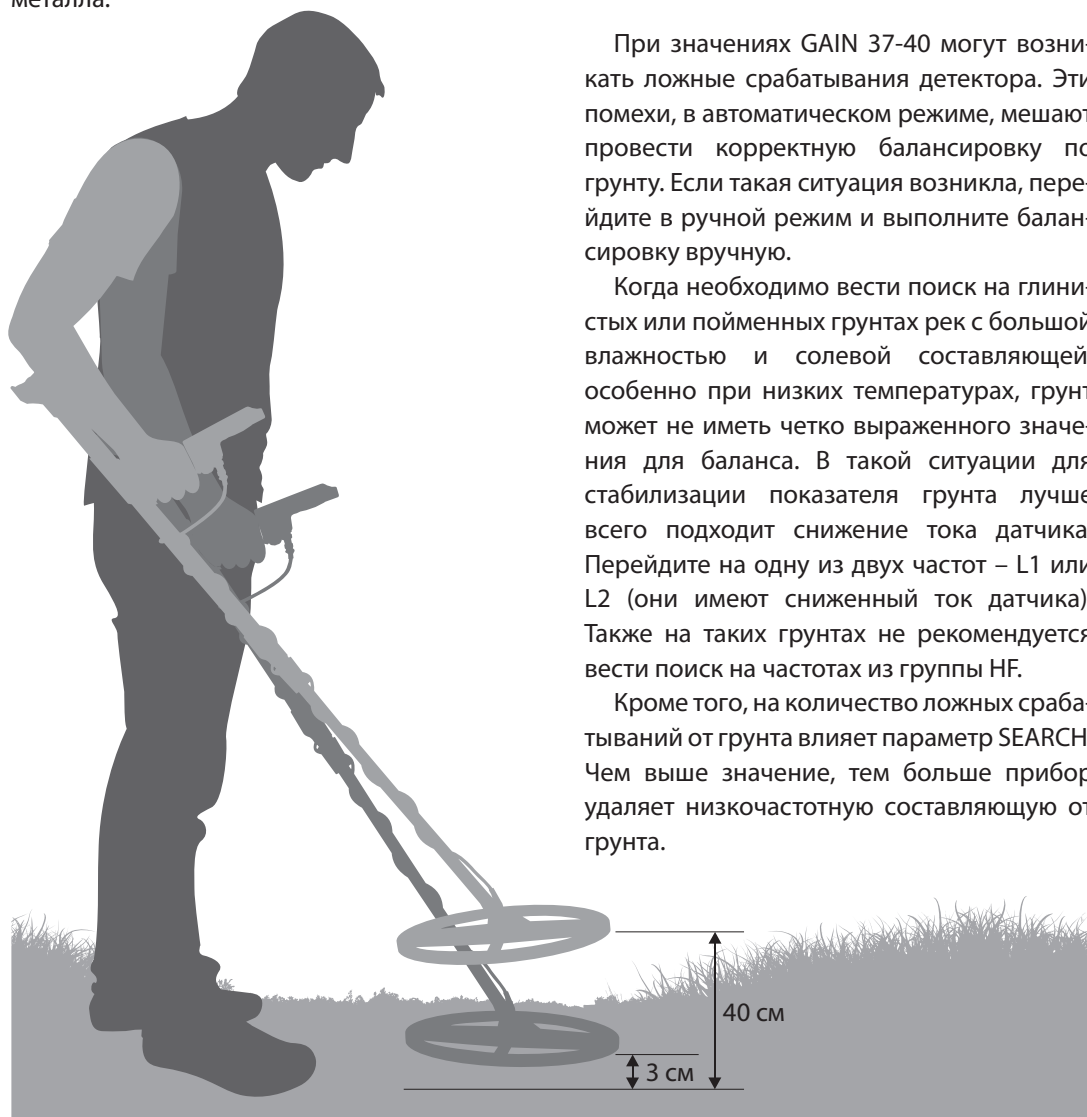 металла.
При значениях GAIN 37-40 могут возни-
кать ложные срабатывания детектора. Эти
помехи, в автоматическом режиме, мешают
провести корректную балансировку по
грунту. Если такая ситуация возникла, пере-
йдите в ручной режим и выполните балан-
сировку вручную.
Когда необходимо вести поиск на глини-
стых или пойменных грунтах рек с большой
влажностью и солевой составляющей
особенно при низких температурах, грунт
может не иметь четко выраженного значе-
ния для баланса. В такой ситуации для
стабилизации показателя грунта лучше
всего подходит снижение тока датчика
Перейдите на одну из двух частот – L1 или
L2 (они имеют сниженный ток датчика)
Также на таких грунтах не рекомендуется
вести поиск на частотах из группы HF.
Кроме того, на количество ложных сраба-
тываний от грунта влияет параметр SEARCH
Чем выше значение, тем больше прибор
удаляет низкочастотную составляющую от
грунта.
40 см
3 см